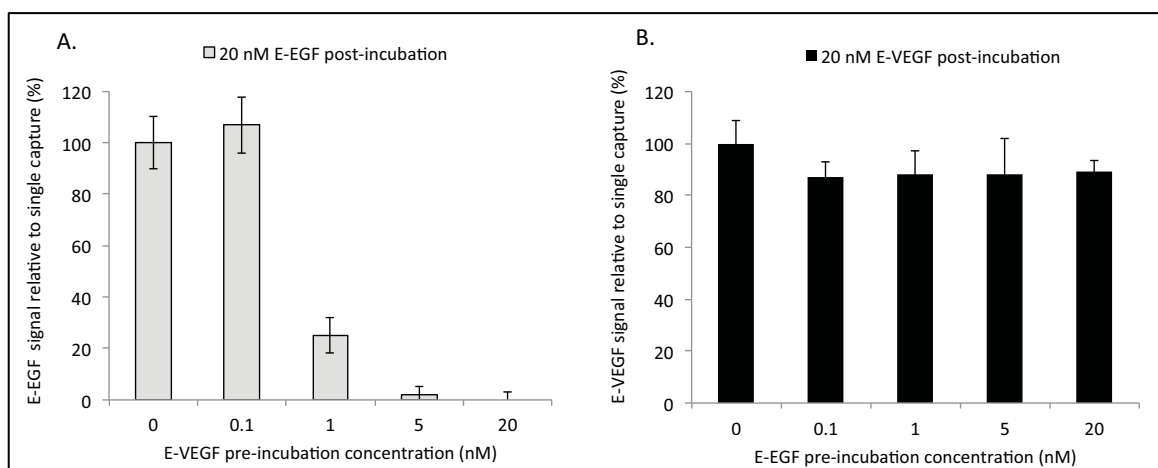 A.
20 nM E-EGF post-incubation
E-EGF signal relative to single capture (%)
120
100
80
60
40
20
0
0 0.1 1 5 20
E-VEGF pre-incubation concentration (nM)
B.
20 nM E-VEGF post-incubation
E-VEGF signal relative to single capture (%)
120
100
80
60
40
20
0
0 0.1 1 5 20
E-EGF pre-incubation concentration (nM)